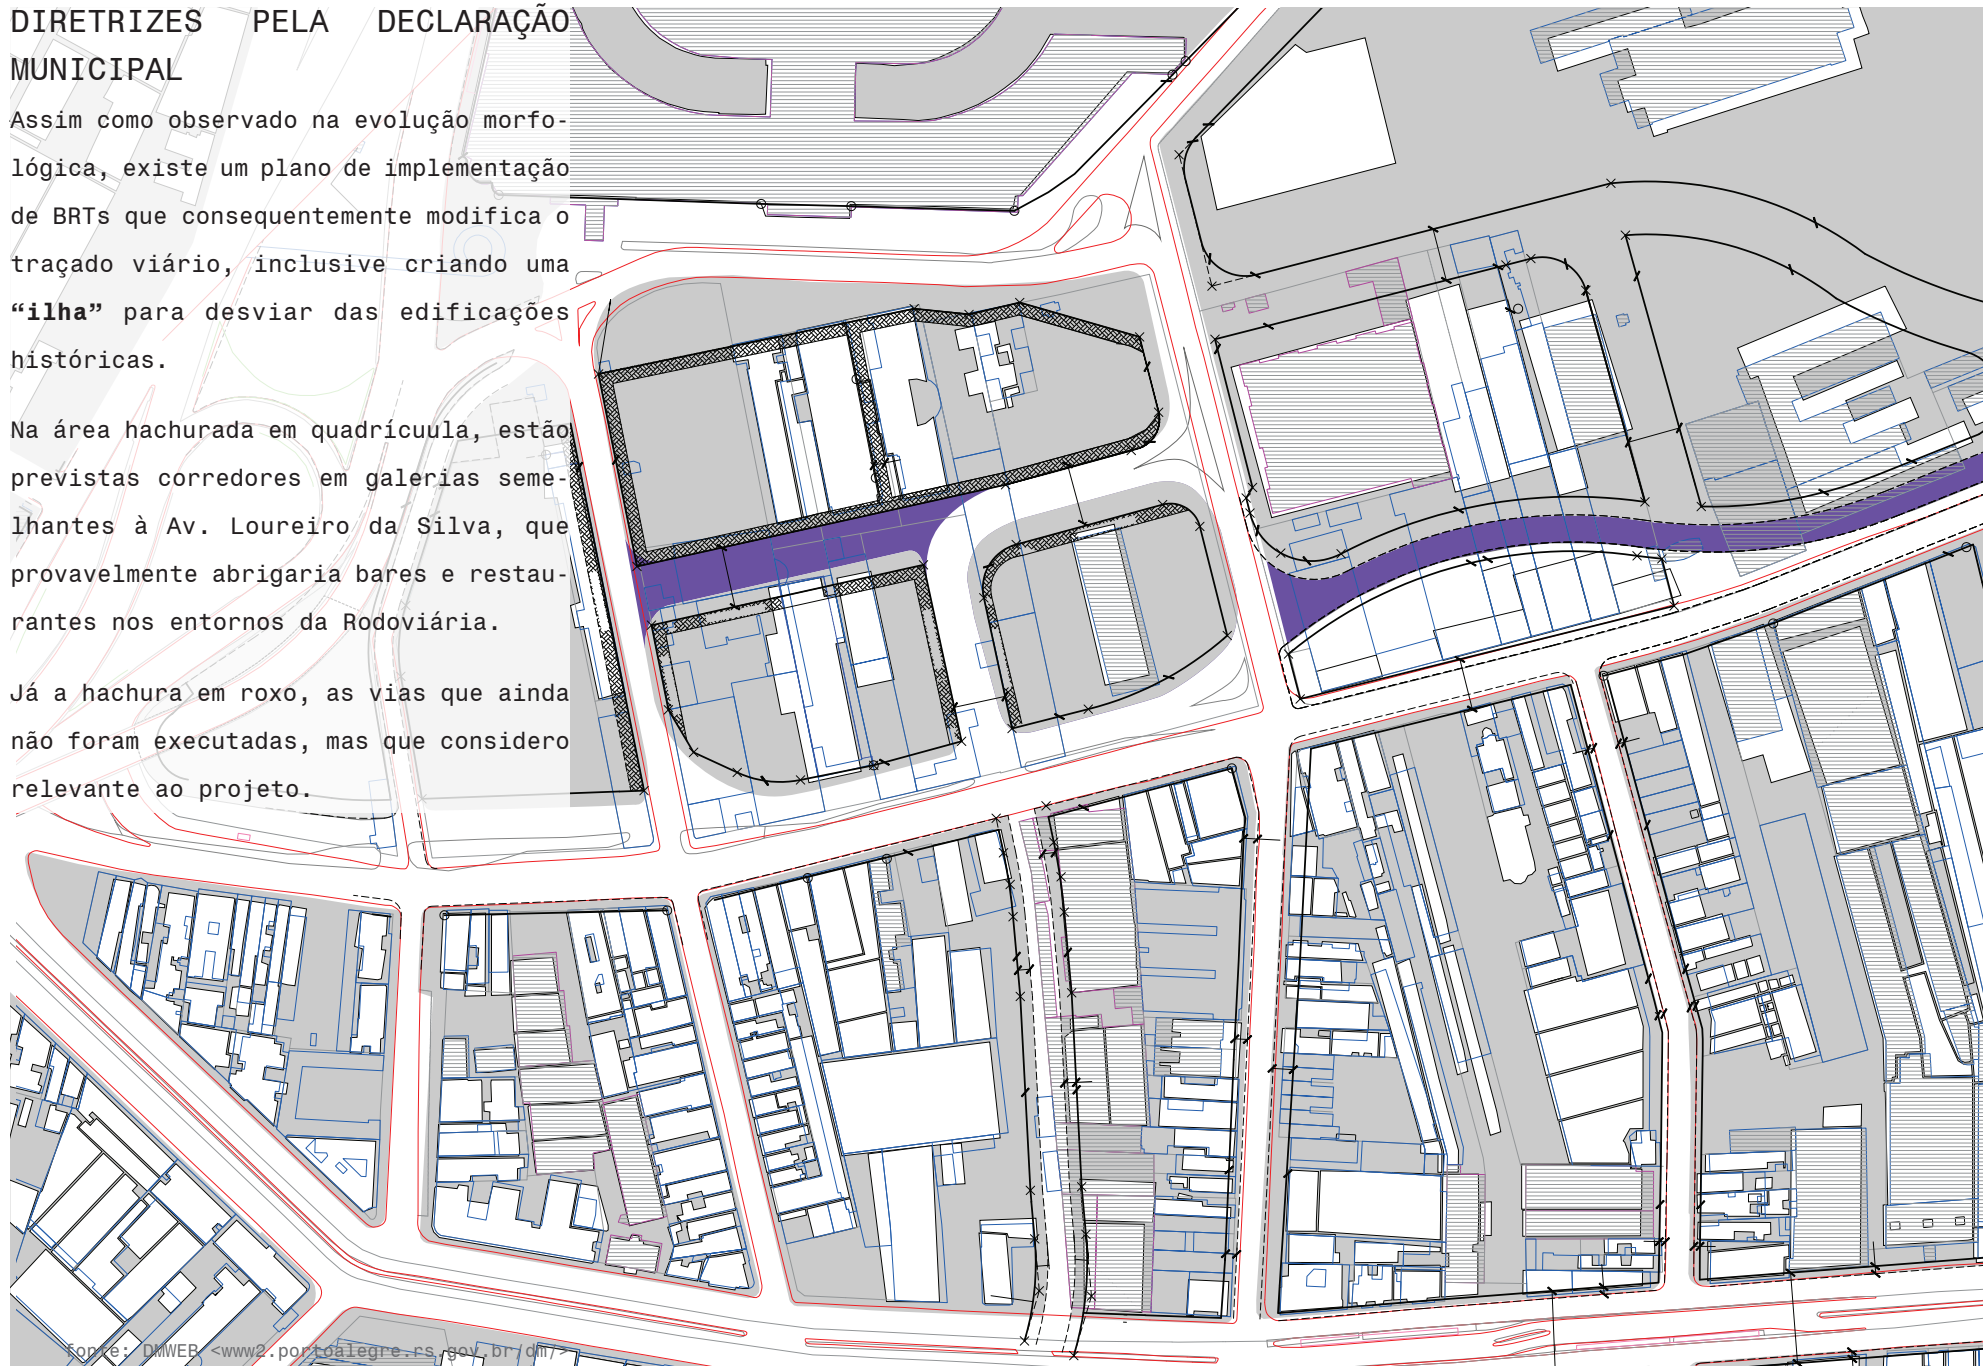 DIRETRIZES PELA DECLARAÇÃO
MUNICIPAL
Assim como observado na evolução morfo-
lógica, existe um plano de implementação
de BRTs que consequentemente modifica o
traçado viário, inclusive criando uma
“ilha” para desviar das edificações
históricas.
Na área hachurada em quadrícuula, estão
previstas corredores em galerias seme-
lhantes à Av. Loureiro da Silva, que
provavelmente abrigaria bares e restau-
rantes nos entornos da Rodoviária.
Já a hachura em roxo, as vias que ainda
não foram executadas, mas que considero
relevante ao projeto.
fonte: DMWEB <www2.portoalegre.rs.gov.br/dm/>